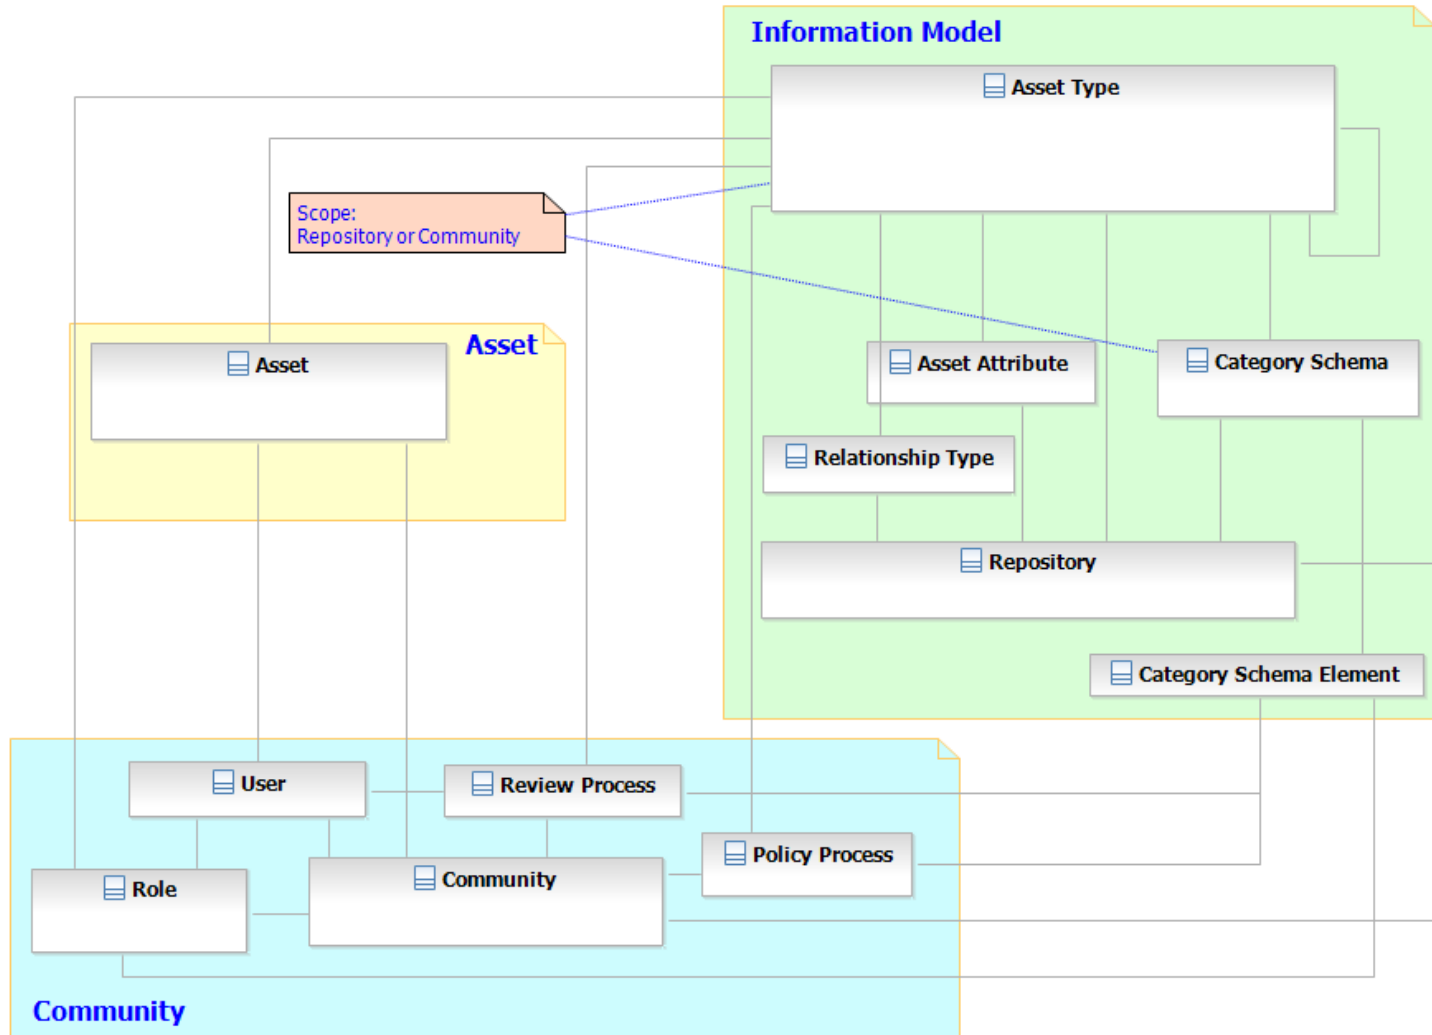 Information Model
Asset Type
Scope:
Repository or Community
Asset
Asset
Asset Attribute
Category Schema
Relationship Type
Repository
Category Schema Element
User
Review Process
Policy Process
Community
Role
Community